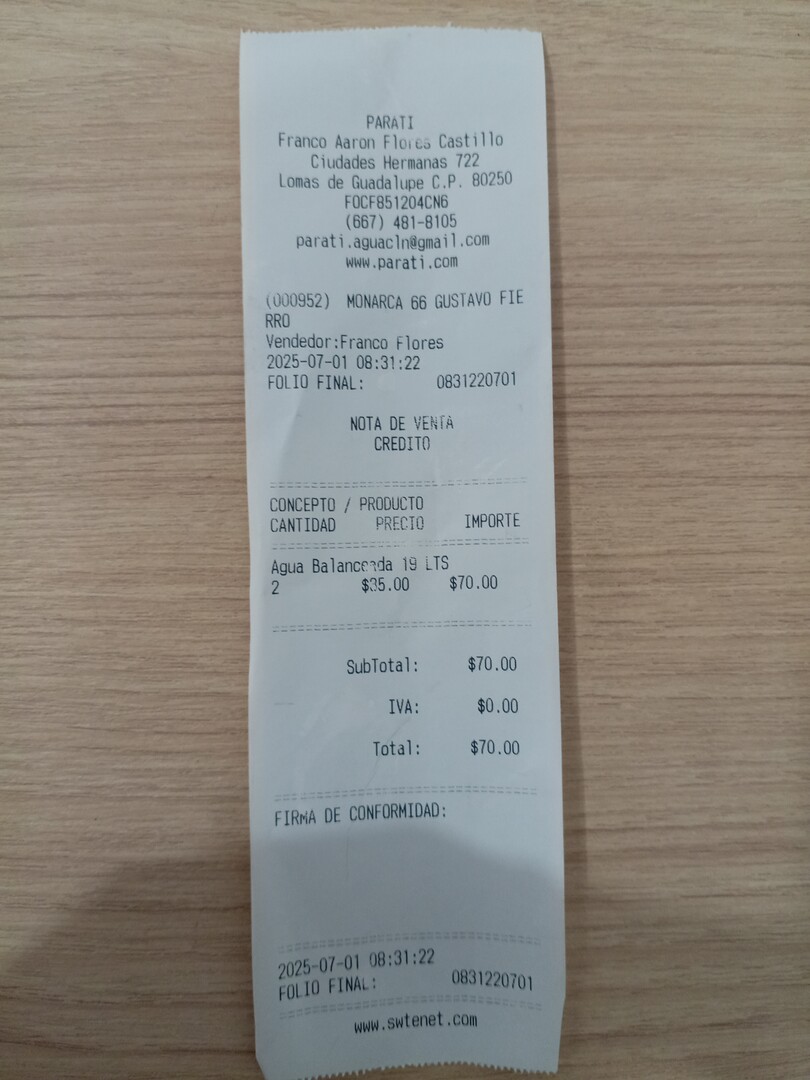 PARATI
Franco Aaron Flores Castillo
Ciudades Hermanas 722
Lomas de Guadalupe C.P. 80250
FOCF851204CN6
(667) 481-8105
parati.aguacln@gmail.com
www.parati.com
(000952) MONARCA 66 GUSTAVO FIE
RRO
Vendedor:Franco Flores
2025-07-01 08:31:22
FOLIO FINAL: 0831220701
NOTA DE VENTA
CREDITO
CONCEPTO / PRODUCTO
CANTIDAD PRECIO IMPORTE
Agua Balanceada 19 LTS
2 $35.00 $70.00
SubTotal: $70.00
IVA: $0.00
Total: $70.00
FIRMA DE CONFORMIDAD:
2025-07-01 08:31:22
FOLIO FINAL: 0831220701
www.swtenet.com